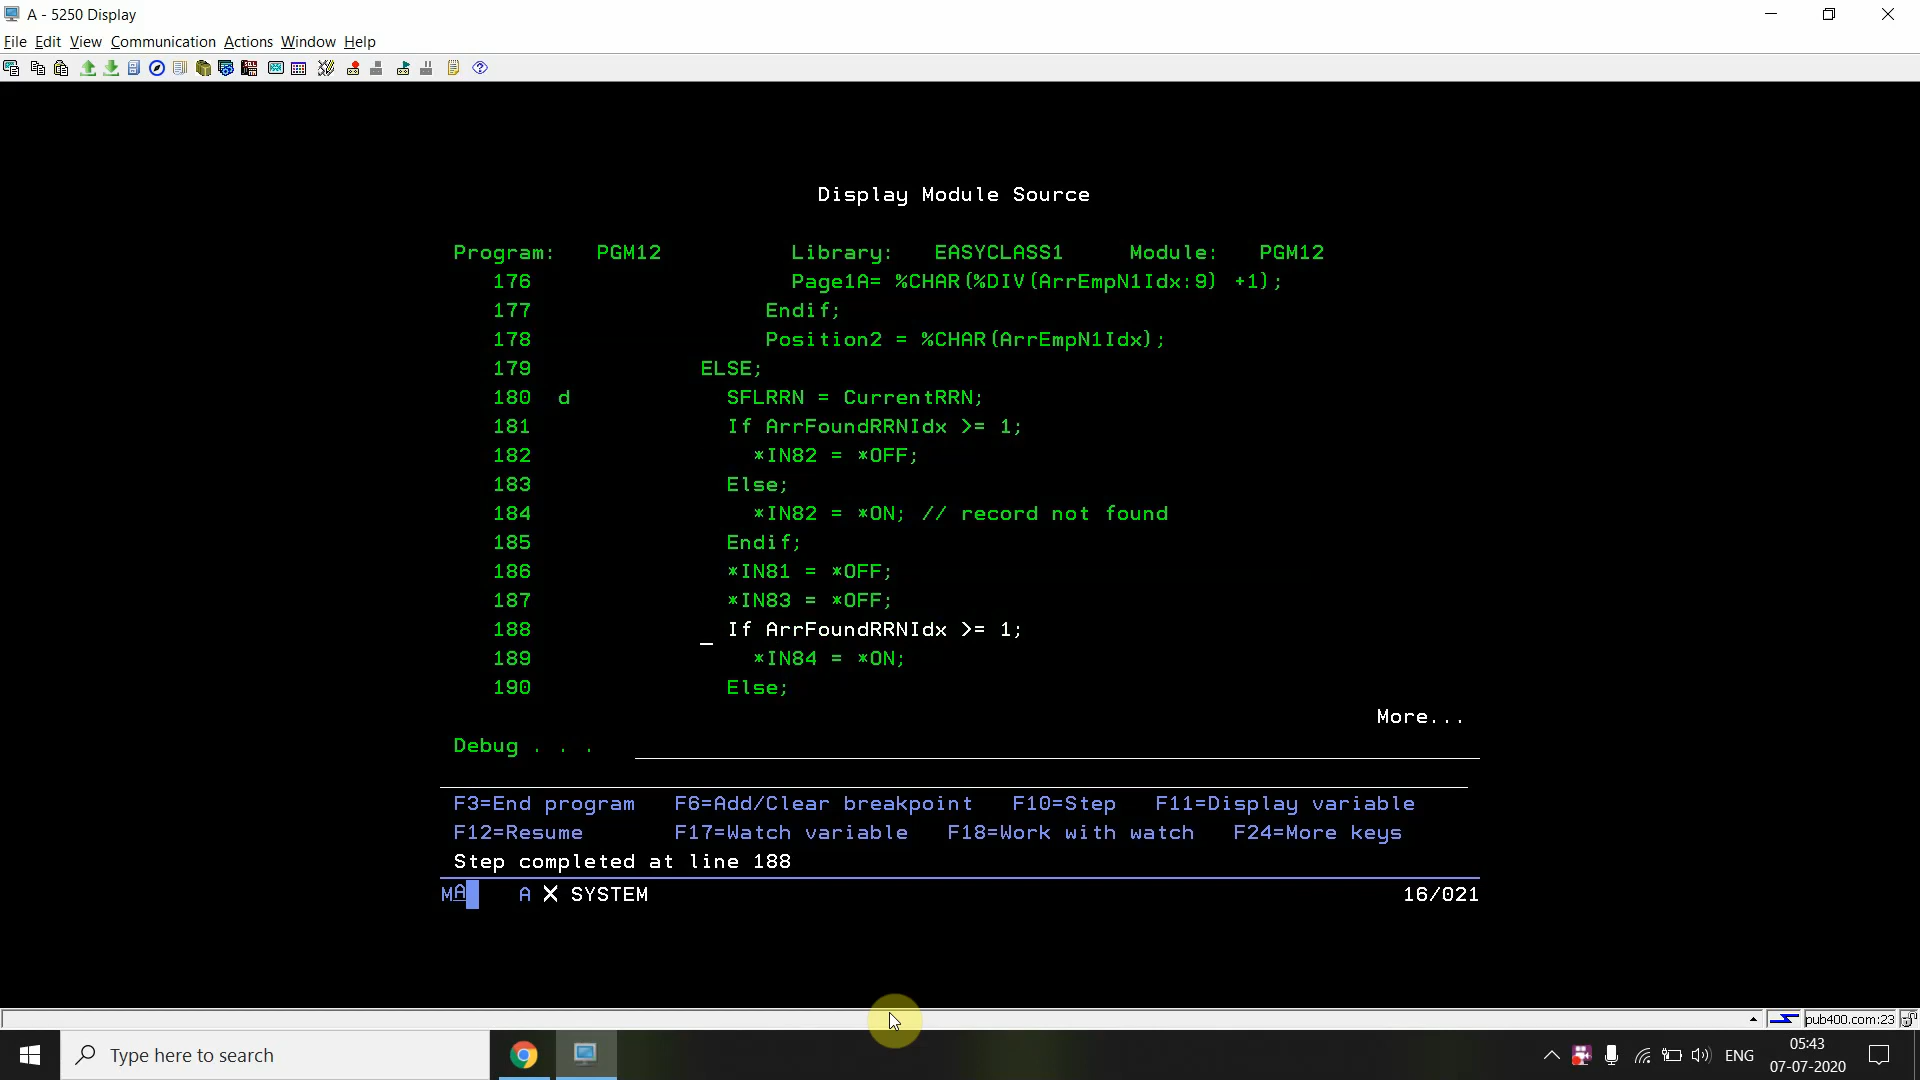 A - 5250 Display
File Edit View Communication Actions Window Help
Display Module Source
Program: PGM12 Library: EASYCLASS1 Module: PGM12
176 Page1A= %CHAR(%DIV(ArrEmpN1Idx:9) +1);
177 Endif;
178 Position2 = %CHAR(ArrEmpN1Idx);
179 ELSE;
180 d SFLRRN = CurrentRRN;
181 If ArrFoundRRNIdx >= 1;
182 *IN82 = *OFF;
183 Else;
184 *IN82 = *ON; // record not found
185 Endif;
186 *IN81 = *OFF;
187 *IN83 = *OFF;
188 _ If ArrFoundRRNIdx >= 1;
189 *IN84 = *ON;
190 Else;
More...
Debug . . .
F3=End program F6=Add/Clear breakpoint F10=Step F11=Display variable
F12=Resume F17=Watch variable F18=Work with watch F24=More keys
Step completed at line 188
MA A X SYSTEM 16/021
pub400.com:23
Type here to search
ENG
05:43
07-07-2020